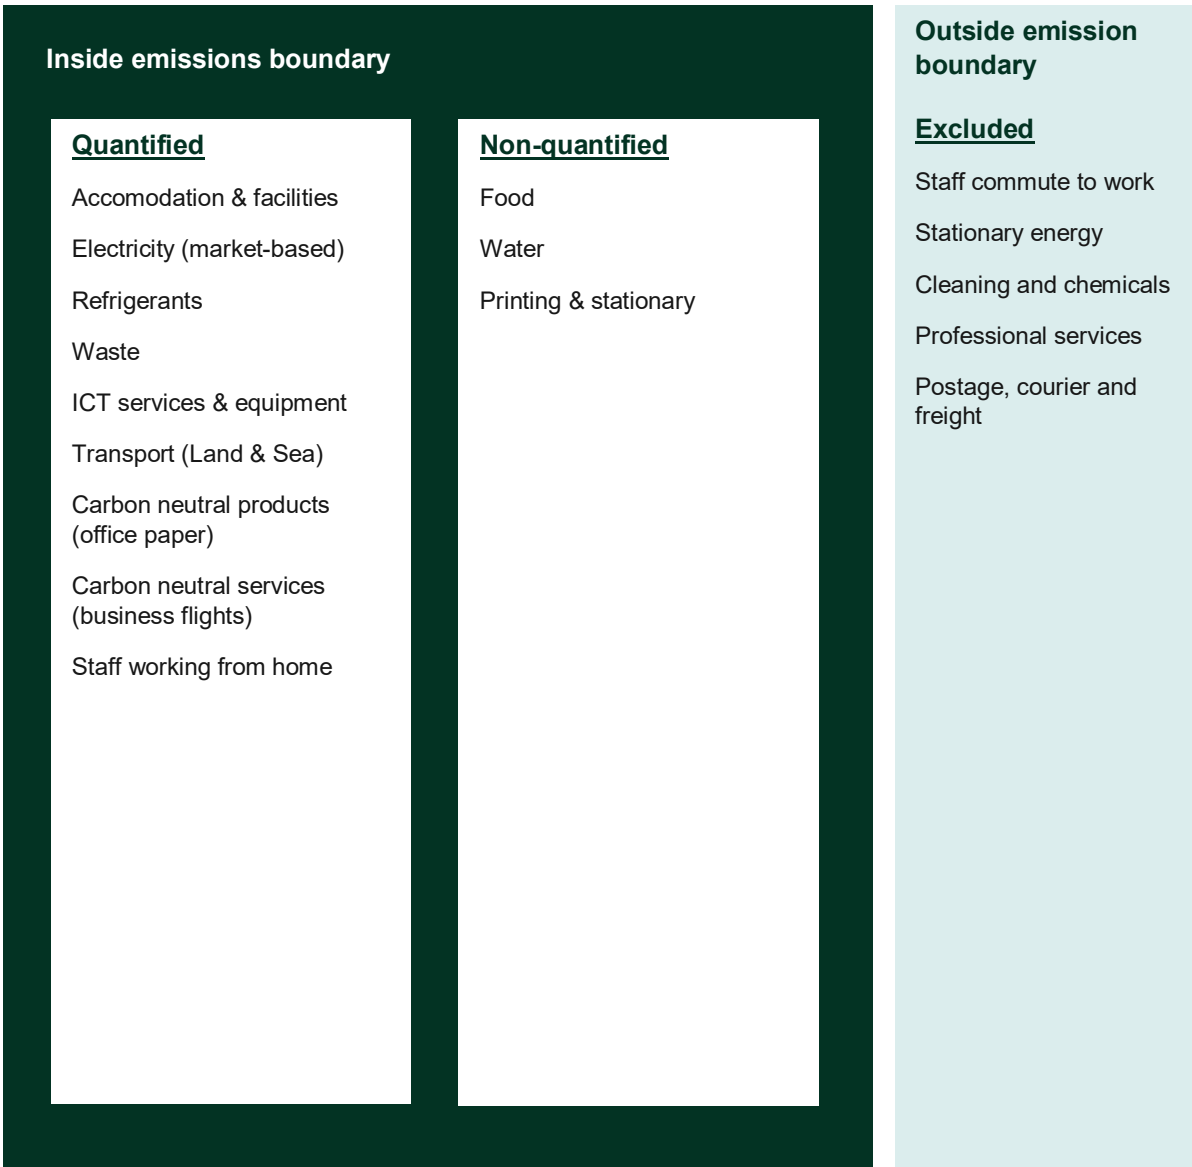 Inside emissions boundary
Quantified
Accomodation & facilities
Electricity (market-based)
Refrigerants
Waste
ICT services & equipment
Transport (Land & Sea)
Carbon neutral products
(office paper)
Carbon neutral services
(business flights)
Staff working from home
Non-quantified
Food
Water
Printing & stationary
Outside emission
boundary
Excluded
Staff commute to work
Stationary energy
Cleaning and chemicals
Professional services
Postage, courier and
freight